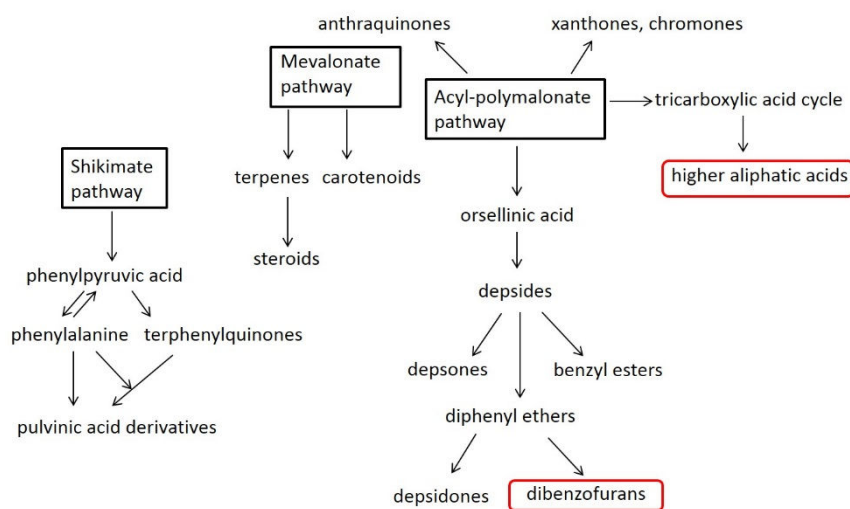 anthraquinones
xanthones, chromones
Mevalonate
pathway
Acyl-polymalonate
pathway
tricarboxylic acid cycle
Shikimate
pathway
terpenes
carotenoids
higher aliphatic acids
orsellinic acid
steroids
phenylpyruvic acid
depsides
phenylalanine
terphenylquinones
depsones
benzyl esters
pulvinic acid derivatives
diphenyl ethers
depsidones
dibenzofurans